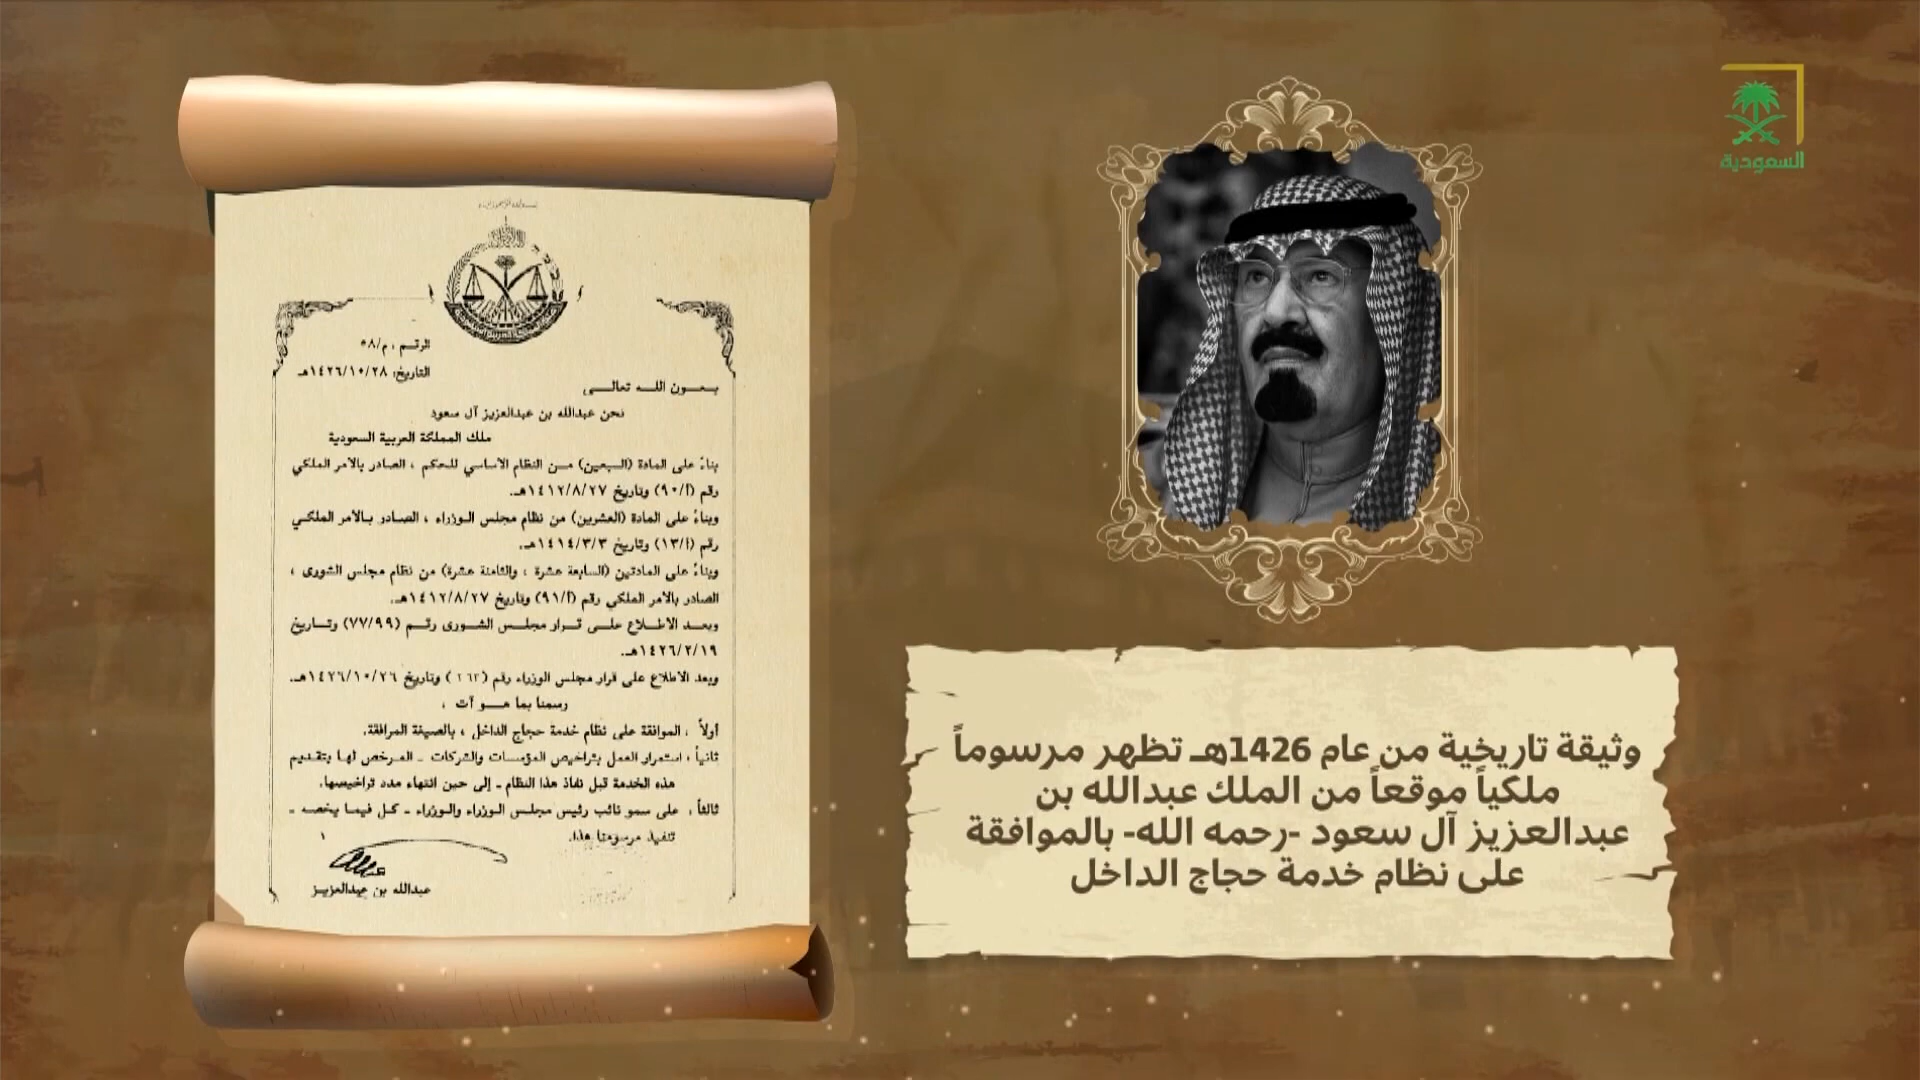 السعودية
الرقم : م/٥٨
التاريخ: ١٤٢٦/١٠/٢٨هـ
بعون الله تعالى
نحن عبدالله بن عبدالعزيز آل سعود
ملك المملكة العربية السعودية
بناءً على المادة (السبعين) من النظام الأساسي للحكم ، الصادر بالأمر الملكي
رقم (أ/٩٠) وتاريخ ١٤١٢/٨/٢٧هـ.
وبناءً على المادة (العشرين) من نظام مجلس الوزراء ، الصادر بالأمر الملكي
رقم (أ/١٣) وتاريخ ١٤١٤/٣/٣هـ.
وبناءً على المادتين (السابعة عشرة ، والثامنة عشرة) من نظام مجلس الشورى ،
الصادر بالأمر الملكي رقم (أ/٩١) وتاريخ ١٤١٢/٨/٢٧هـ.
وبعد الاطلاع على قرار مجلس الشورى رقم (٧٧/٩٩) وتاريخ
١٤٢٦/٢/١٩هـ.
وبعد الاطلاع على قرار مجلس الوزراء رقم وتاريخ ١٤٢٦/١٠/٢٦هـ.
رسمنا بما هو آت :
أولاً : الموافقة على نظام خدمة حجاج الداخل ، بالصيغة المرافقة.
ثانياً : استمرار العمل بتراخيص المؤسسات والشركات ـ المرخص لها بتقديم
هذه الخدمة قبل نفاذ هذا النظام ـ إلى حين انتهاء مدد تراخيصها.
ثالثاً : على سمو نائب رئيس مجلس الوزراء والوزراء ـ كل فيما يخصه ـ
تنفيذ مرسومنا هذا.
عبدالله بن عبدالعزيز
وثيقة تاريخية من عام 1426هـ تظهر مرسوماً
ملكياً موقعاً من الملك عبدالله بن
عبدالعزيز آل سعود -رحمه الله- بالموافقة
على نظام خدمة حجاج الداخل